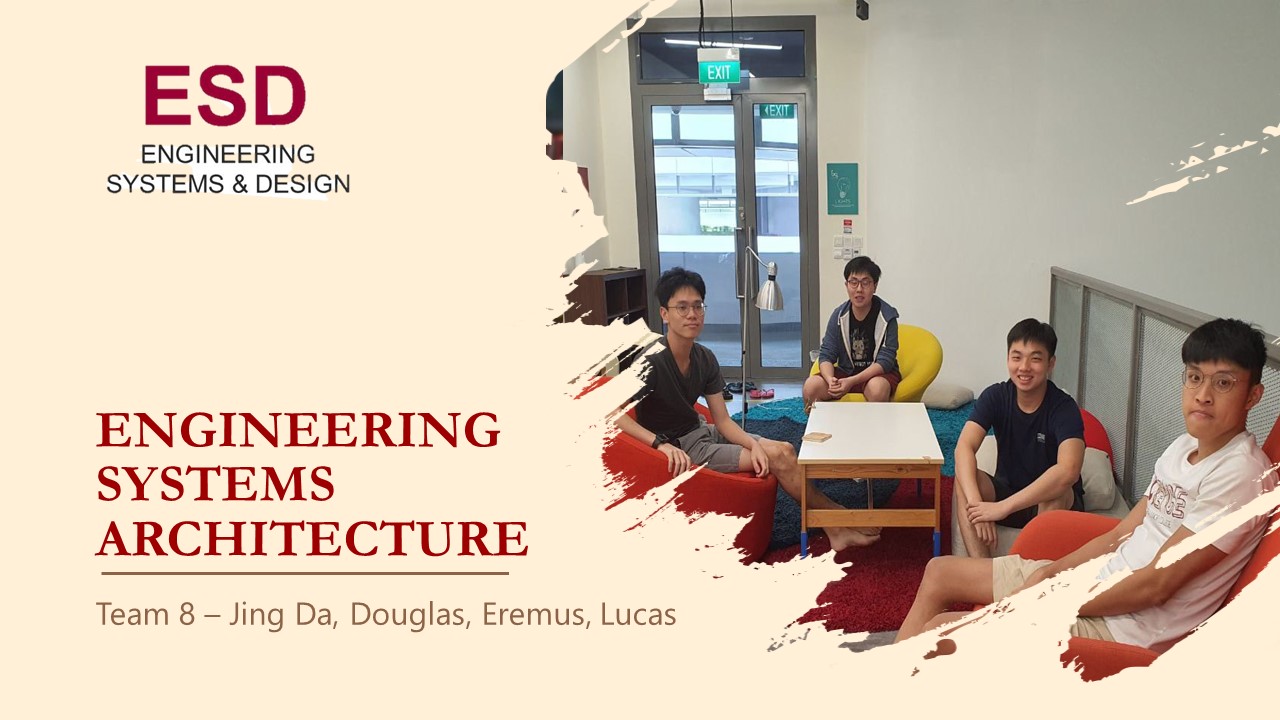 ESD
ENGINEERING
SYSTEMS & DESIGN
EXIT
EXIT
ENGINEERING
SYSTEMS
ARCHITECTURE
Team 8 – Jing Da, Douglas, Eremus, Lucas